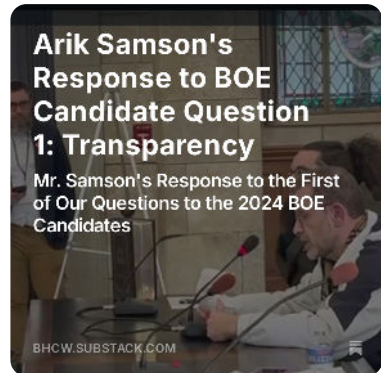 Arik Samson's
Response to BOE
Candidate Question
1: Transparency
Mr. Samson's Response to the First
of Our Questions to the 2024 BOE
Candidates
BHCW.SUBSTACK.COM